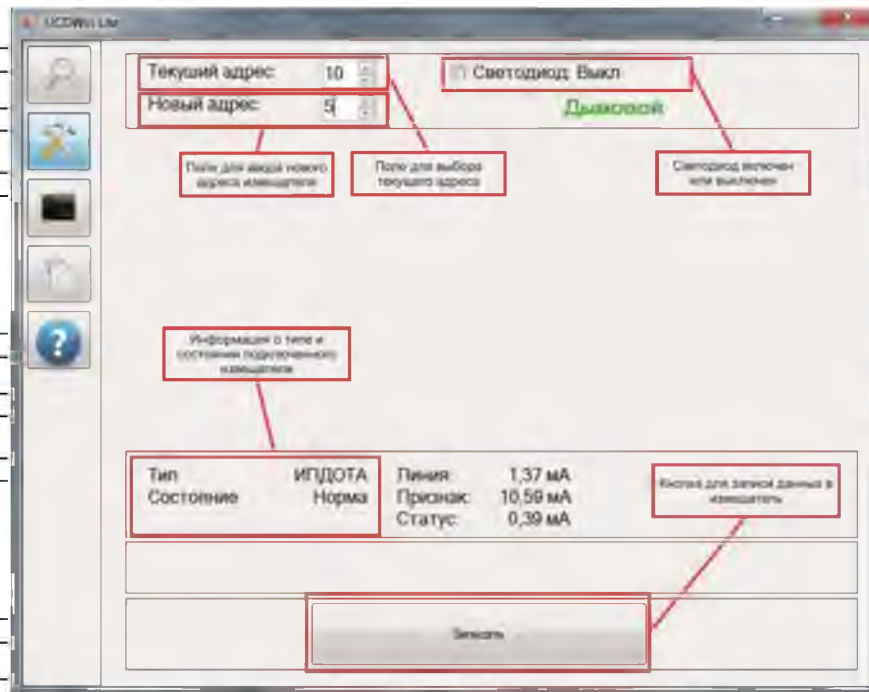 UCDWin Lite
Текущий адрес: 10
Светодиод: Выкл
Новый адрес: 5
Дымовой
Поле для ввода нового
адреса извещателя
Поле для выбора
текущего адреса
Светодиод включен
или выключен
Информация о типе и
состоянии подключенного
извещателя
Тип ИПДОТА
Состояние Норма
Линия: 1,37 мА
Признак: 10,59 мА
Статус: 0,39 мА
Кнопка для записи данных в
извещатель
Записать